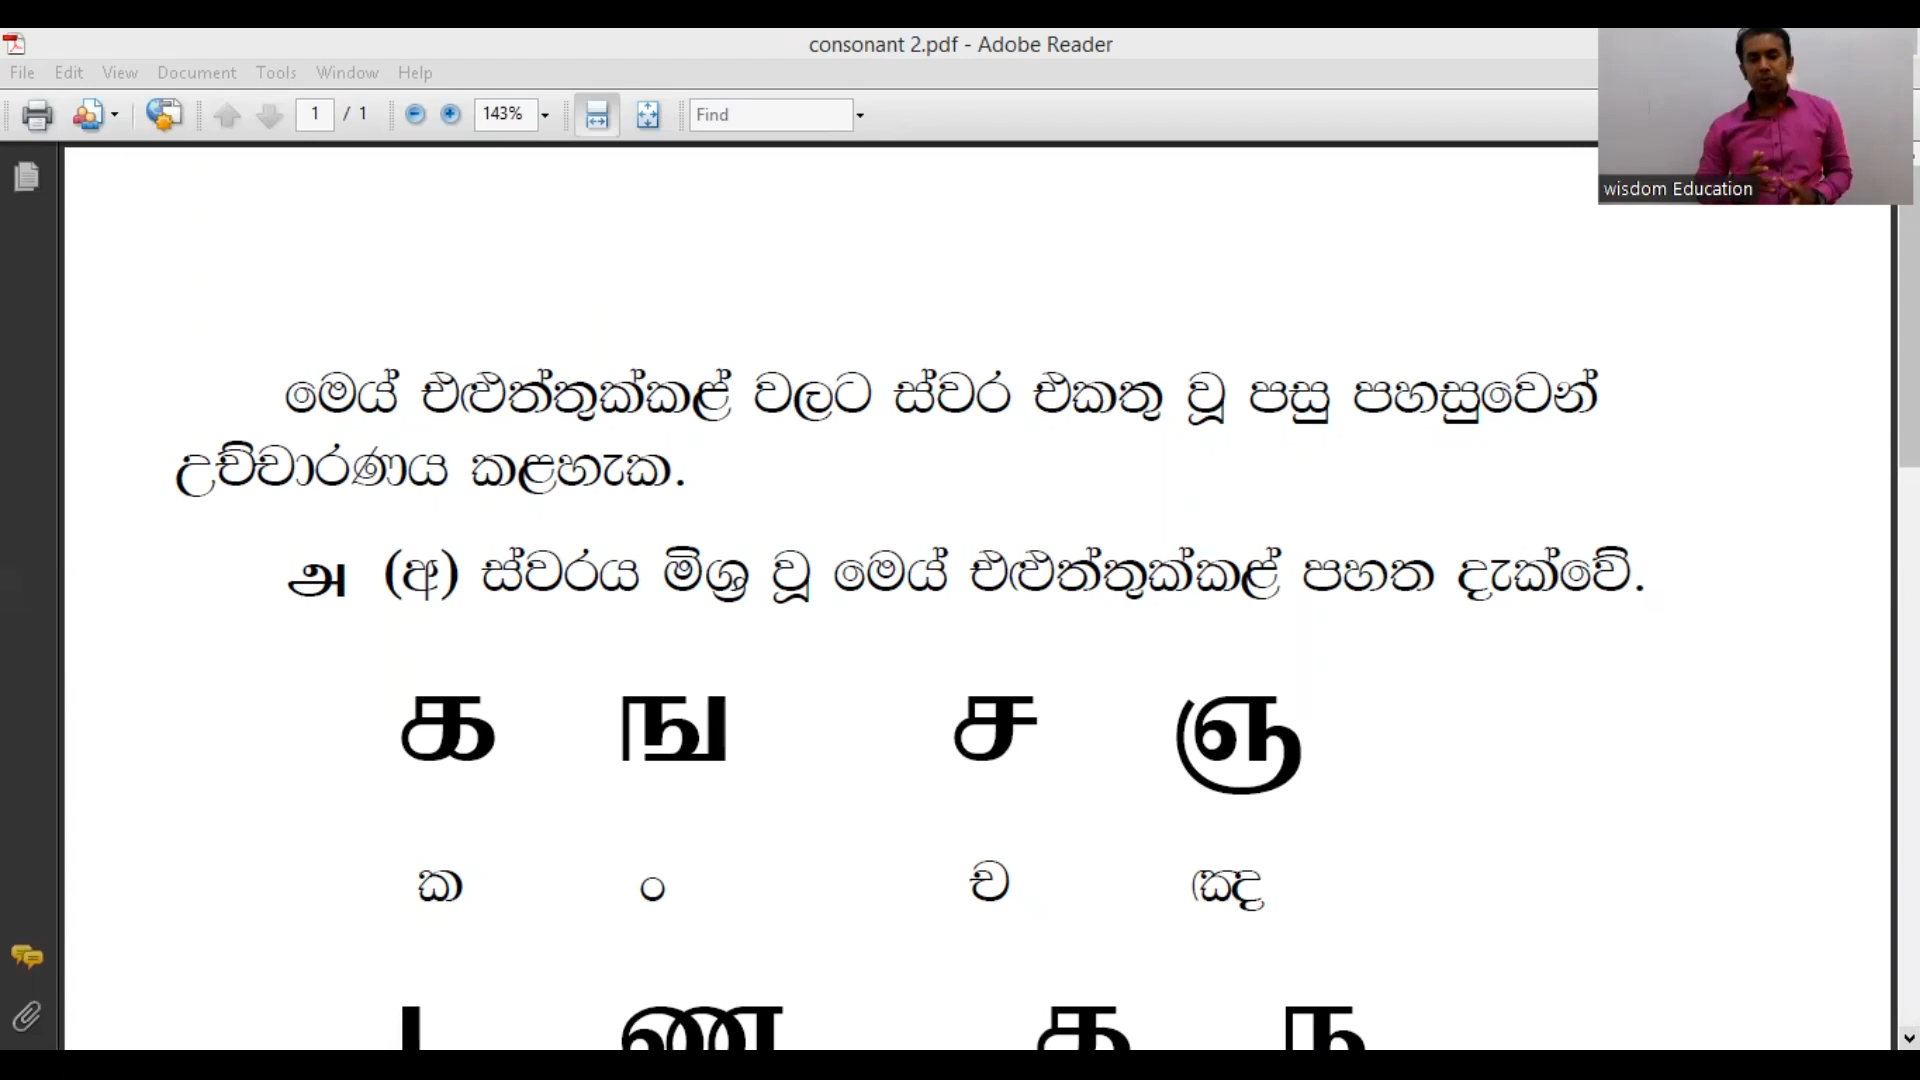 consonant 2.pdf - Adobe Reader
File Edit View Document Tools Window Help
1 / 1 143% Find
wisdom Education
මෙය් එළුත්තුක්කළ් වලට ස්වර එකතු වූ පසු පහසුවෙන්
උච්චාරණය කළහැක.
அ (අ) ස්වරය මිශ්‍ර වූ මෙය් එළුත්තුක්කළ් පහත දැක්වේ.
க ங ச ஞ
ක ං ච ඤ
ண த ந